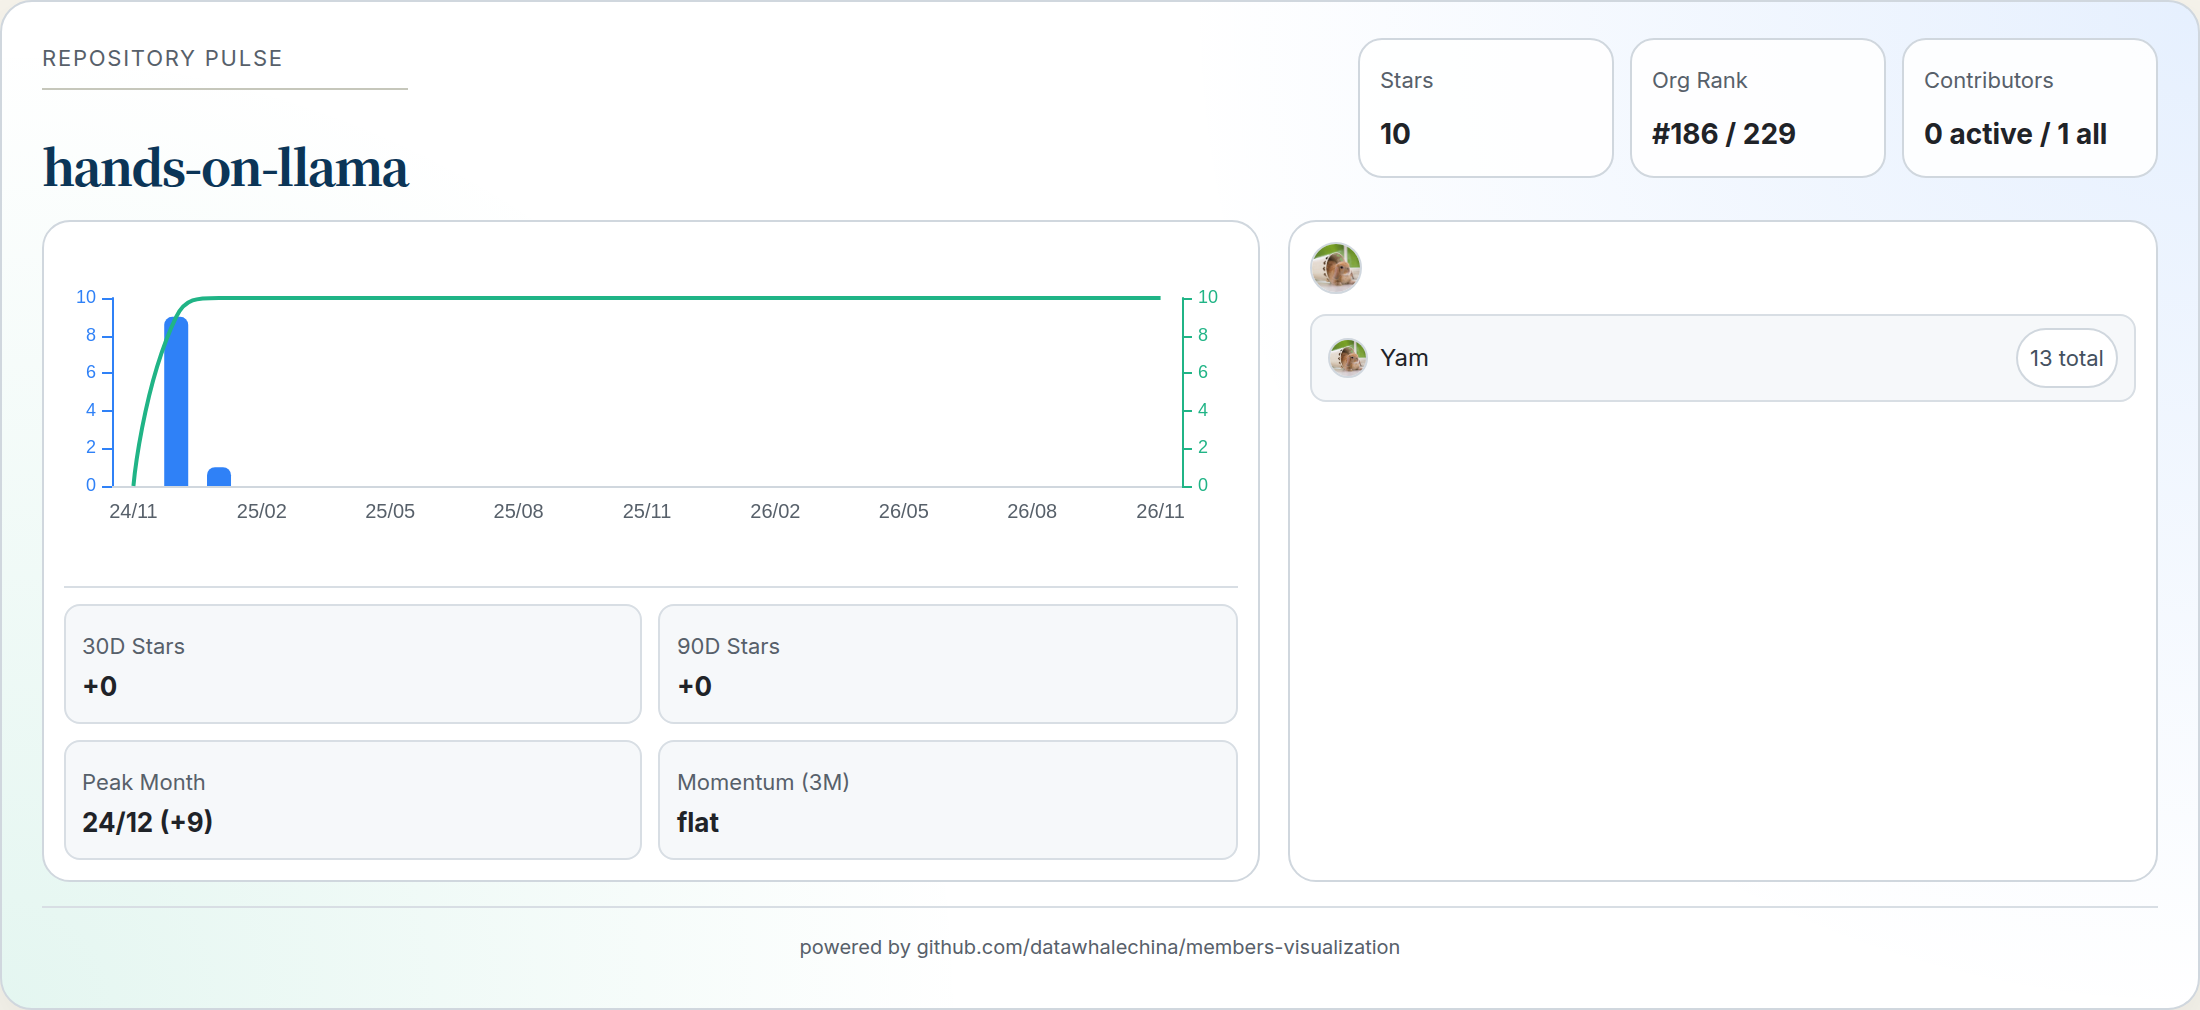 REPOSITORY PULSE
hands-on-llama
Stars
10
Org Rank
#186 / 229
Contributors
0 active / 1 all
10
8
6
4
2
0
10
8
6
4
2
0
24/11
25/02
25/05
25/08
25/11
26/02
26/05
26/08
26/11
30D Stars
+0
90D Stars
+0
Peak Month
24/12 (+9)
Momentum (3M)
flat
Yam
13 total
powered by github.com/datawhalechina/members-visualization